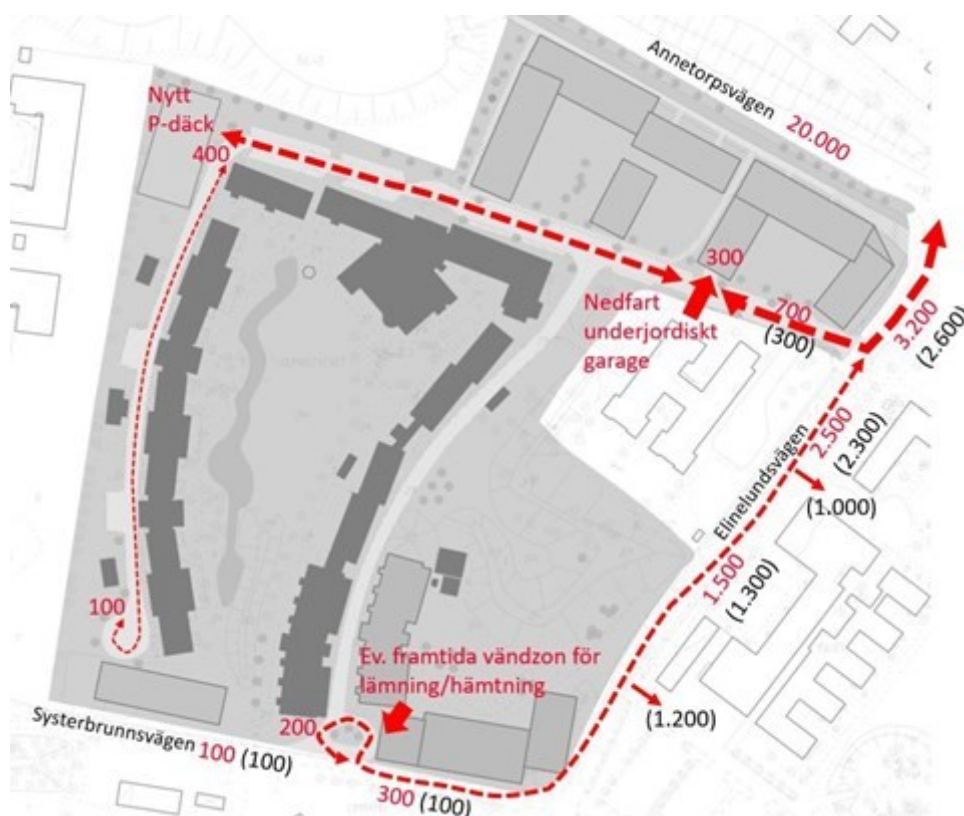 Annetorpsvägen
20.000
Nytt
P-däck
400
300
Nedfart
underjordiskt
garage
700
(300)
3.200
(2.600)
2.500
(2.300)
Elinelundsvägen
(1.000)
1.500
(1.300)
100
Ev. framtida vändzon för
lämning/hämtning
(1.200)
200
Systerbrunnsvägen 100 (100)
300 (100)